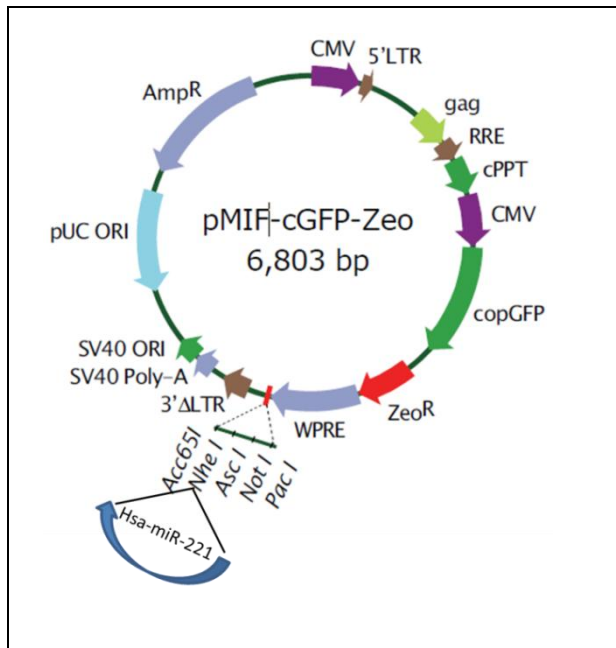 CMV
5'LTR
gag
RRE
cPPT
CMV
copGFP
ZeoR
WPRE
3'ΔLTR
SV40 Poly-A
SV40 ORI
pUC ORI
AmpR
pMIF-cGFP-Zeo
6,803 bp
Acc65I
Nhe I
Asc I
Not I
Pac I
Hsa-miR-221